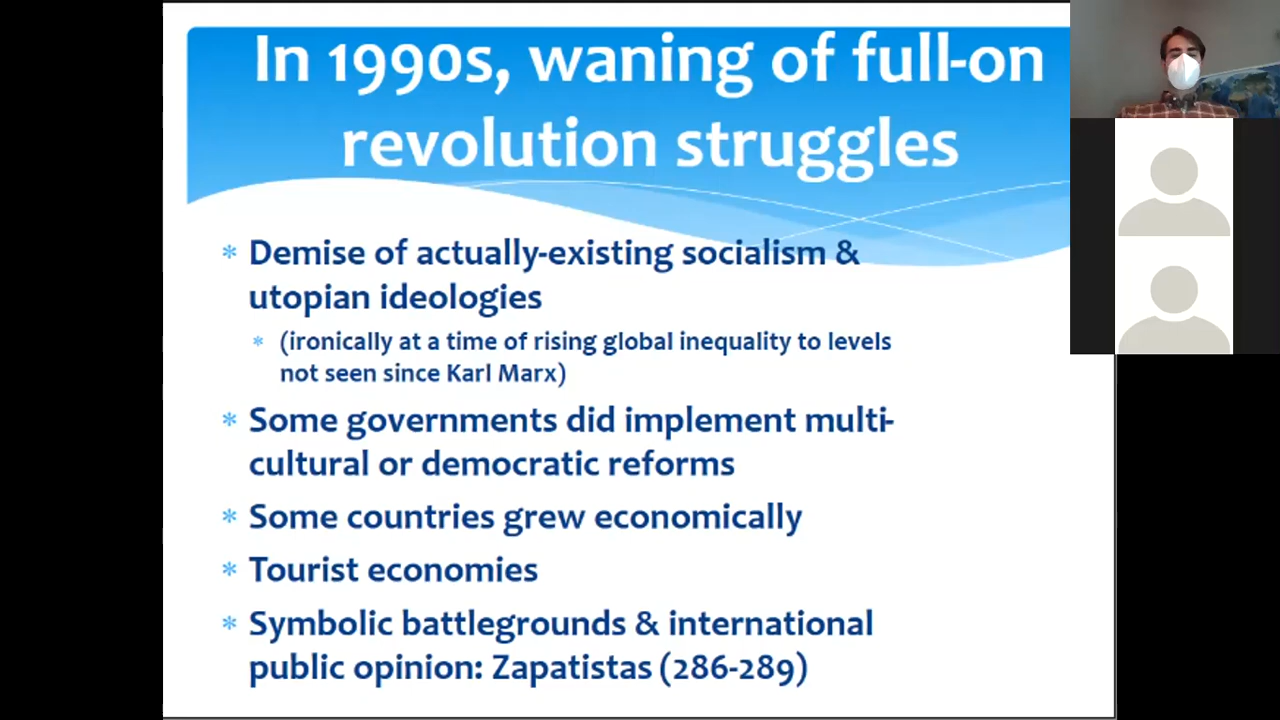 In 1990s, waning of full-on
revolution struggles
* Demise of actually-existing socialism &
utopian ideologies
* (ironically at a time of rising global inequality to levels
not seen since Karl Marx)
* Some governments did implement multi-
cultural or democratic reforms
* Some countries grew economically
* Tourist economies
* Symbolic battlegrounds & international
public opinion: Zapatistas (286-289)